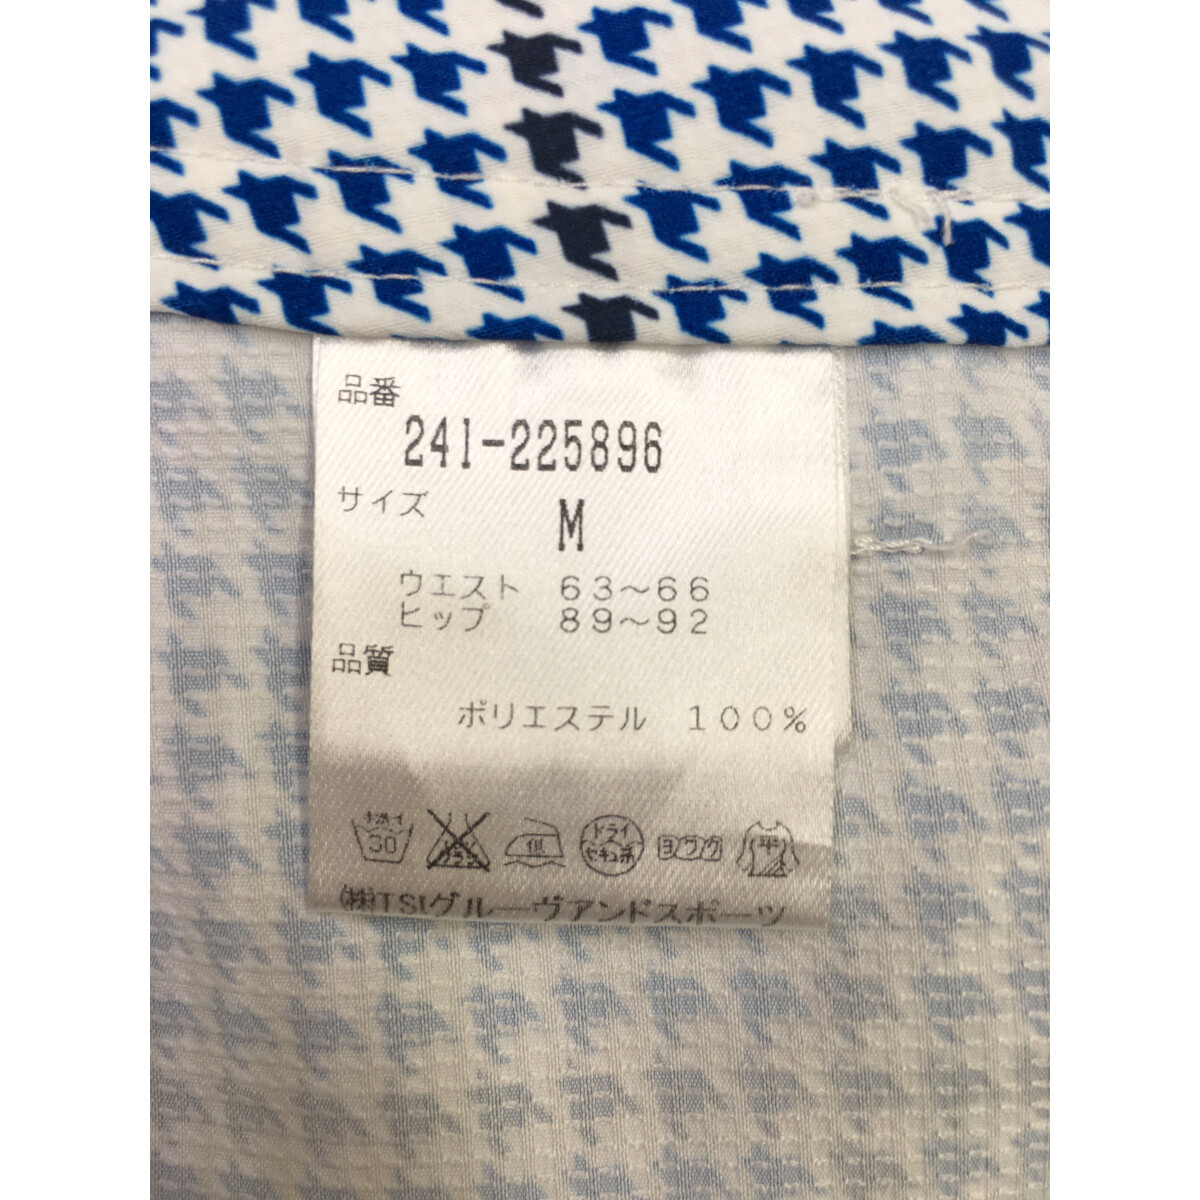 品番
241-225896
サイズ
M
ウエスト 63~66
ヒップ 89~92
品質
ポリエステル 100%
30
低
ドライ
セキユ系
ヨワク
平
(株)TSIグルーヴアンドスポーツ